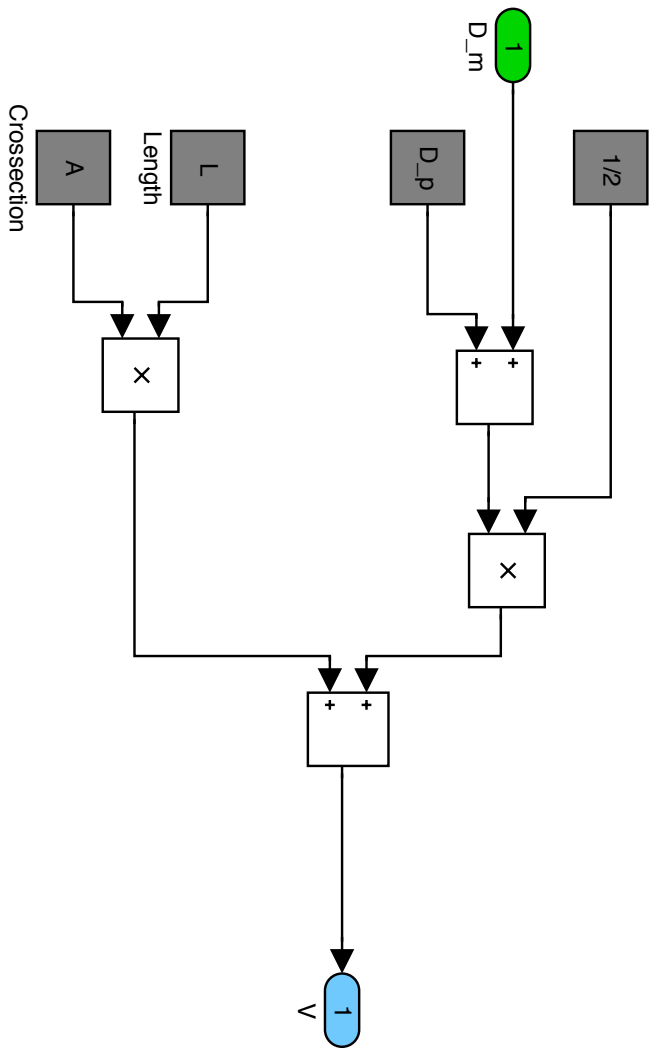 1/2
1
D_m
+
+
D_p
×
+
+
1
V
L
Length
×
A
Crossection